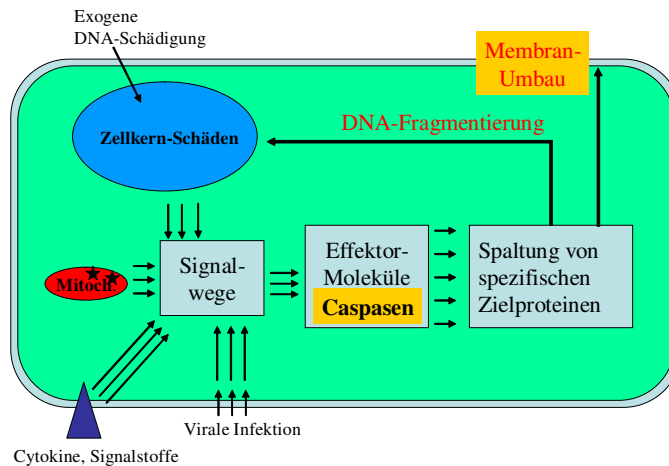 Exogene
DNA-Schädigung
Membran-
Umbau
Zellkern-Schäden
DNA-Fragmentierung
Mitoch.
Signal-
wege
Effektor-
Moleküle
Caspasen
Spaltung von
spezifischen
Zielproteinen
Virale Infektion
Cytokine, Signalstoffe